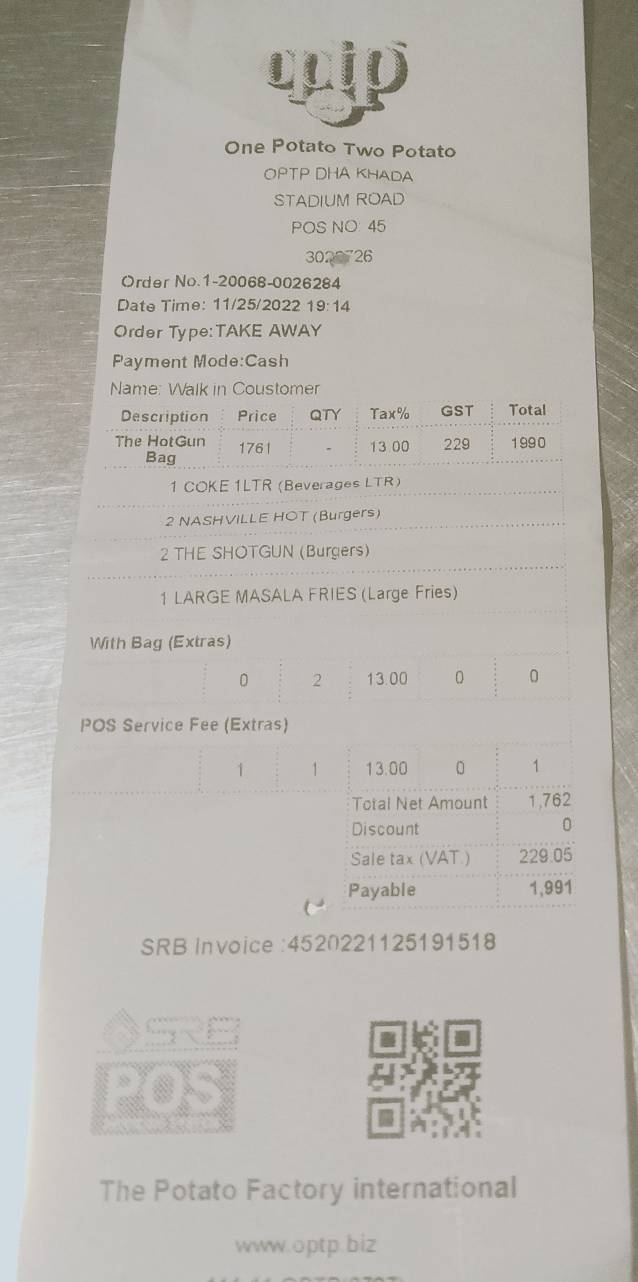 optp
One Potato Two Potato
OPTP DHA KHADA
STADIUM ROAD
POS NO: 45
Order No.1-20068-0026284
Date Time: 11/25/2022 19:14
Order Type:TAKE AWAY
Payment Mode:Cash
Name: Walk in Coustomer
Description Price QTY Tax% GST Total
The HotGun Bag 1761 - 13.00 229 1990
1 COKE 1LTR (Beverages LTR)
2 NASHVILLE HOT (Burgers)
2 THE SHOTGUN (Burgers)
1 LARGE MASALA FRIES (Large Fries)
With Bag (Extras)
0 2 13.00 0 0
POS Service Fee (Extras)
1 1 13.00 0 1
Total Net Amount 1,762
Discount 0
Sale tax (VAT.) 229.05
Payable 1,991
SRB Invoice :4520221125191518
SRB
POS
The Potato Factory international
www.optp.biz